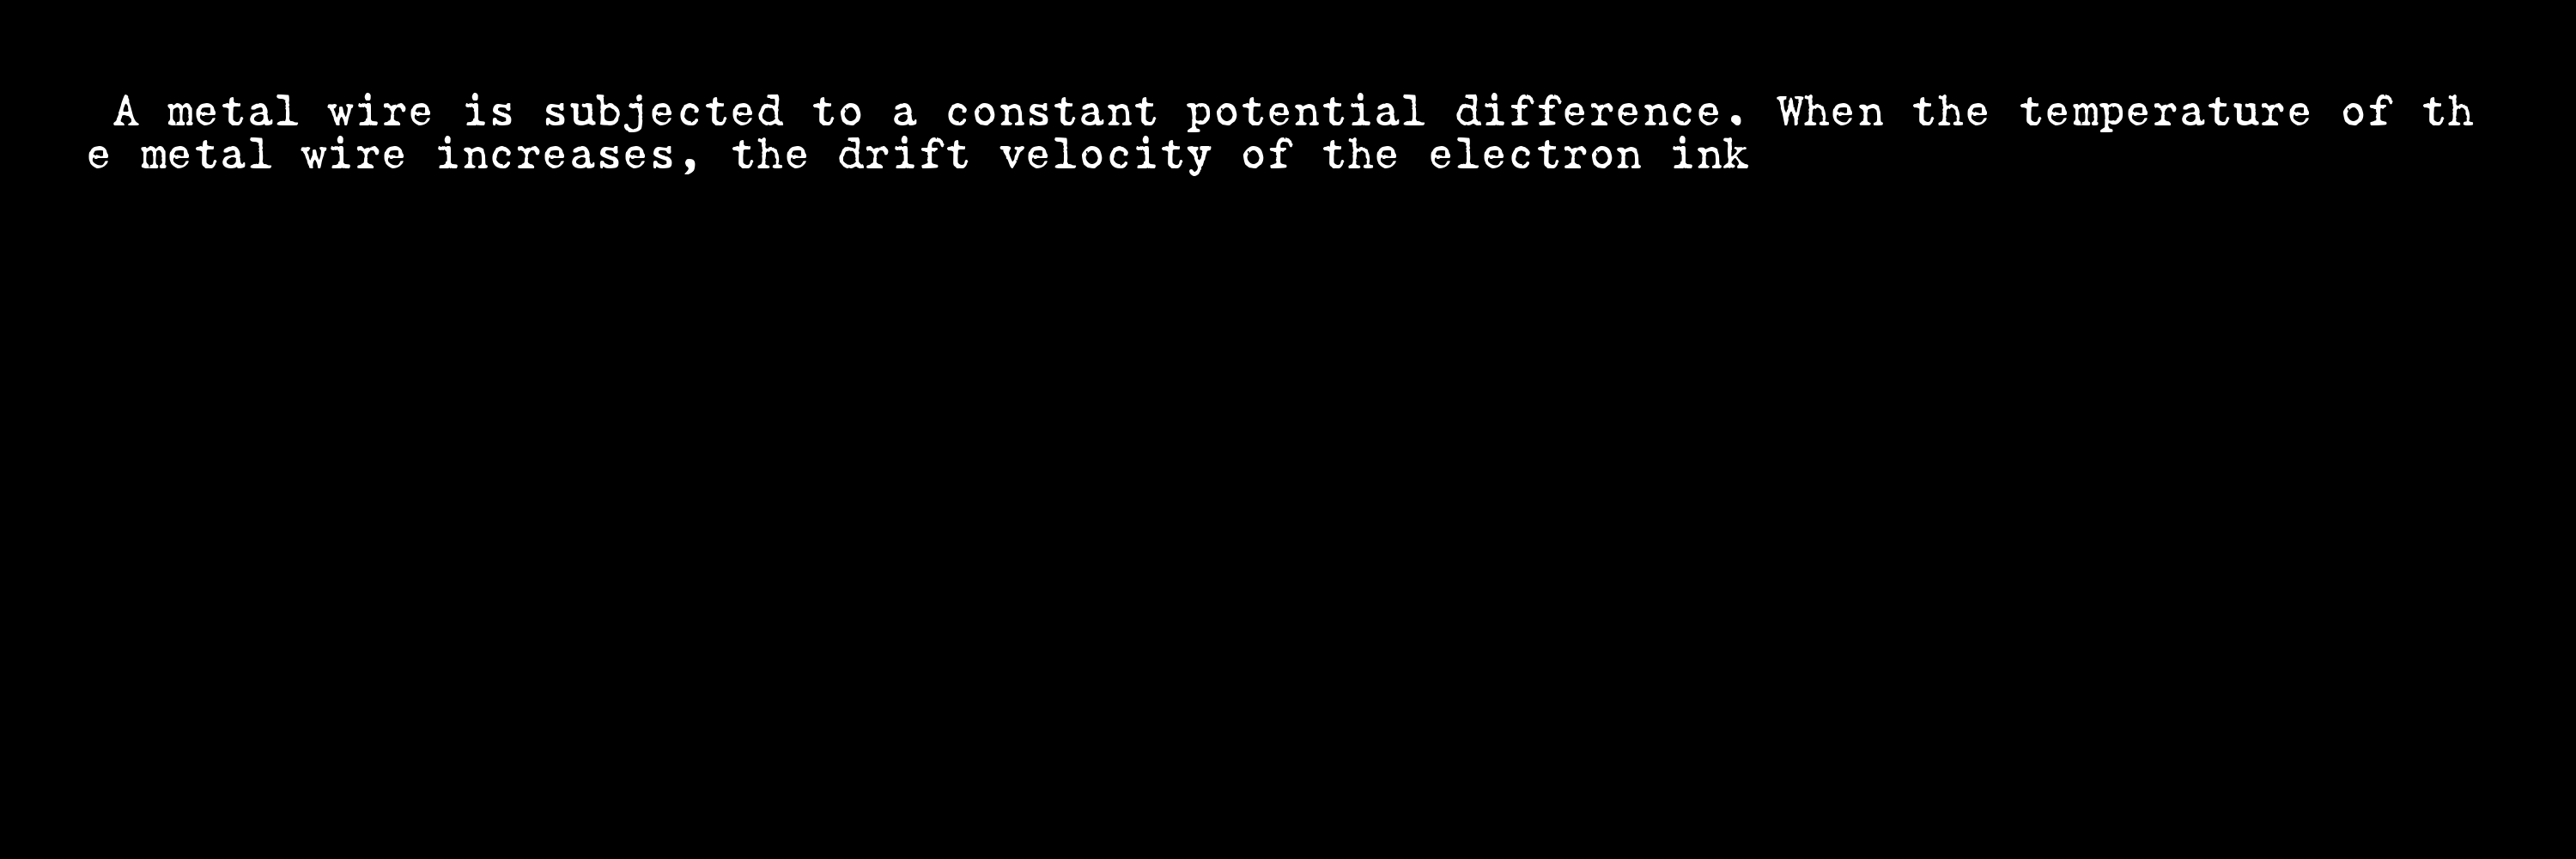 A metal wire is subjected to a constant potential difference. When the temperature of th
e metal wire increases, the drift velocity of the electron ink